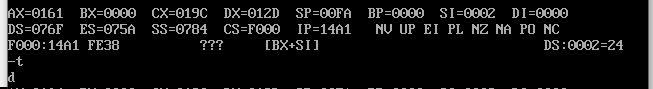 AX=0161 BX=0000 CX=019C DX=012D SP=00FA BP=0000 SI=0002 DI=0000
DS=076F ES=075A SS=0784 CS=F000 IP=14A1 NV UP EI PL NZ NA PO NC
F000:14A1 FE38 ??? [BX+SI] DS:0002=24
-t
d